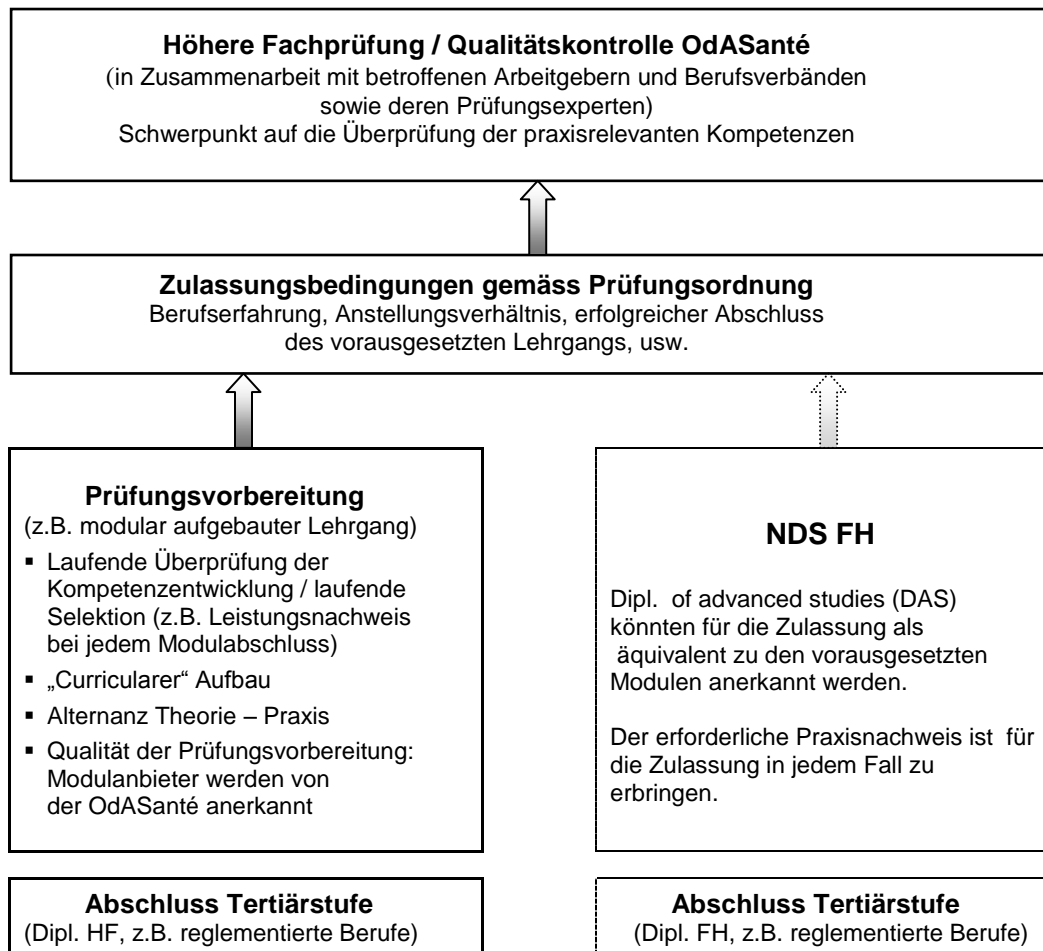 Höhere Fachprüfung / Qualitätskontrolle OdASanté
(in Zusammenarbeit mit betroffenen Arbeitgebern und Berufsverbänden
sowie deren Prüfungsexperten)
Schwerpunkt auf die Überprüfung der praxisrelevanten Kompetenzen
Zulassungsbedingungen gemäss Prüfungsordnung
Berufserfahrung, Anstellungsverhältnis, erfolgreicher Abschluss
des vorausgesetzten Lehrgangs, usw.
Prüfungsvorbereitung
(z.B. modular aufgebauter Lehrgang)
▪ Laufende Überprüfung der
Kompetenzentwicklung / laufende
Selektion (z.B. Leistungsnachweis
bei jedem Modulabschluss)
▪ „Curricularer“ Aufbau
▪ Alternanz Theorie – Praxis
▪ Qualität der Prüfungsvorbereitung:
Modulanbieter werden von
der OdASanté anerkannt
NDS FH
Dipl. of advanced studies (DAS)
könnten für die Zulassung als
äquivalent zu den vorausgesetzten
Modulen anerkannt werden.
Der erforderliche Praxisnachweis ist für
die Zulassung in jedem Fall zu
erbringen.
Abschluss Tertiärstufe
(Dipl. HF, z.B. reglementierte Berufe)
Abschluss Tertiärstufe
(Dipl. FH, z.B. reglementierte Berufe)